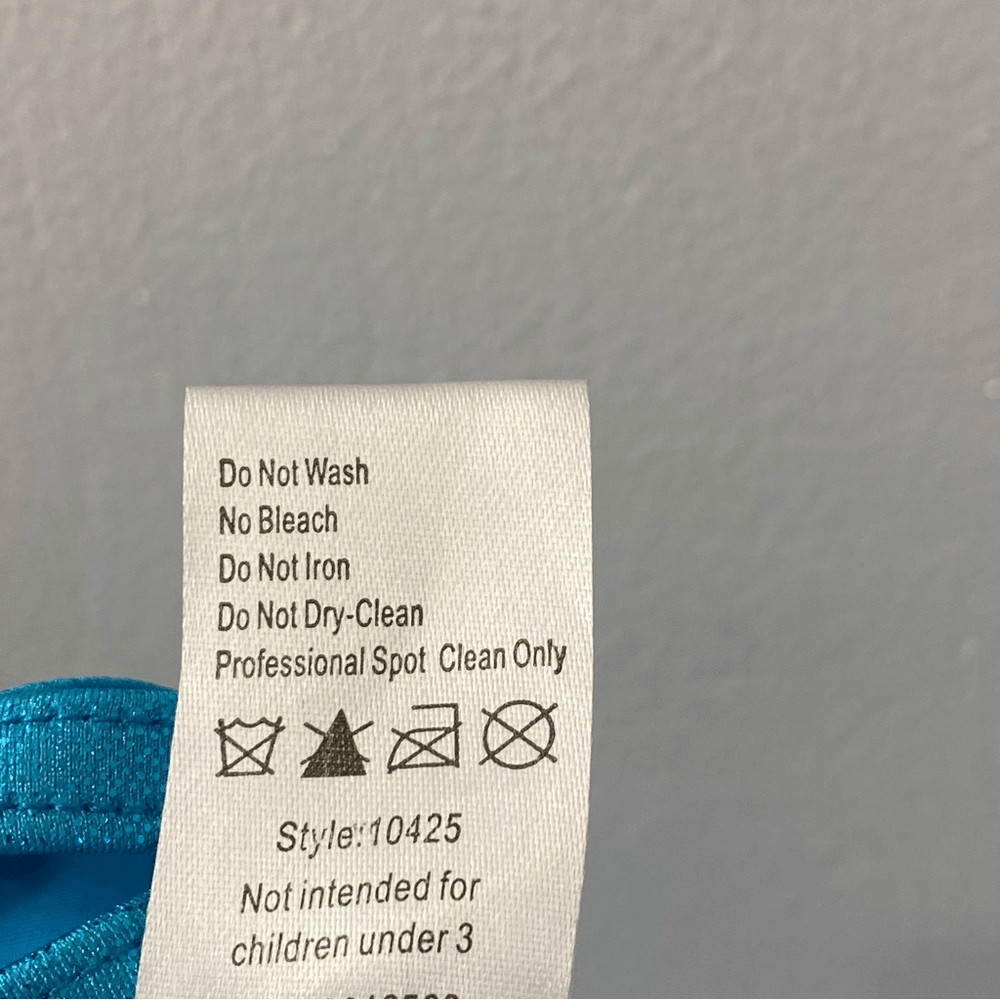 Do Not Wash
No Bleach
Do Not Iron
Do Not Dry-Clean
Professional Spot Clean Only
Style:10425
Not intended for
children under 3